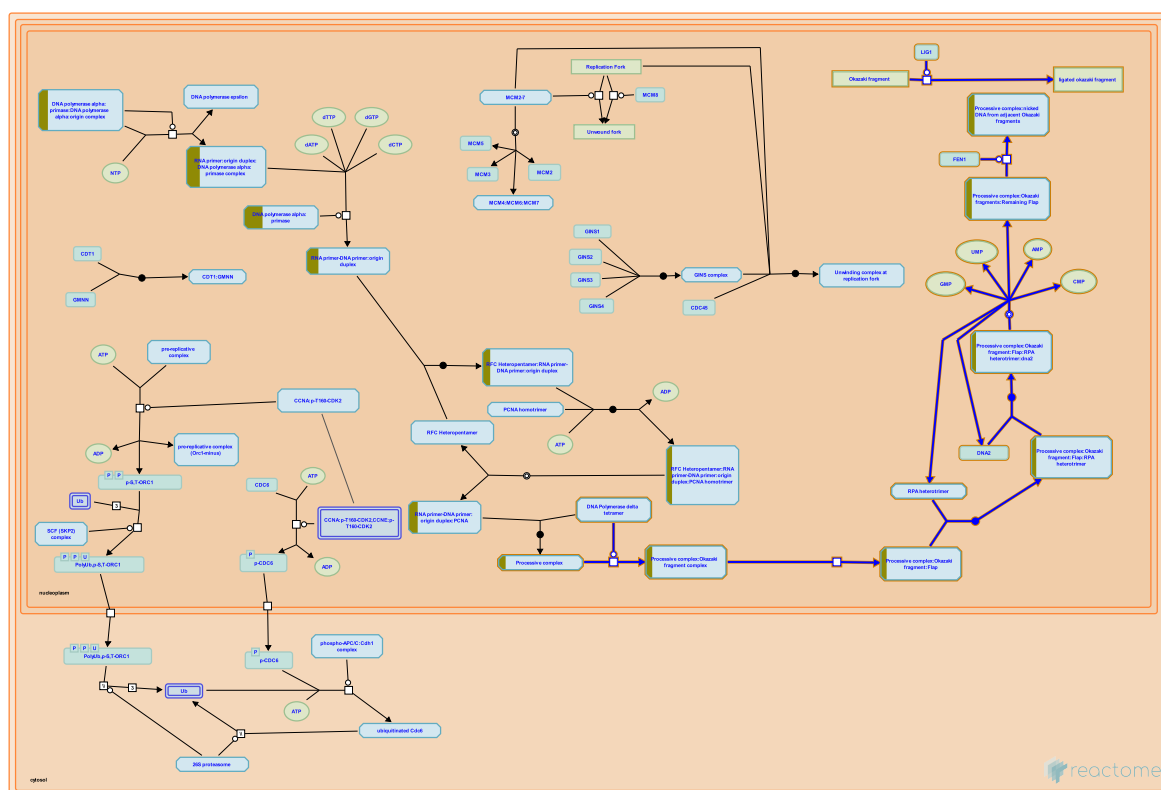 LIG1
Replication Fork
Okazaki fragment
ligated okazaki fragment
DNA polymerase alpha:
primase:DNA polymerase
alpha:origin complex
DNA polymerase epsilon
MCM2-7
MCM8
Processive complex:nicked
DNA from adjacent Okazaki
fragments
dTTP
dGTP
Unwound fork
dATP
dCTP
NTP
RNA primer:origin duplex:
DNA polymerase alpha:
primase complex
MCM5
MCM3
MCM2
FEN1
MCM4:MCM6:MCM7
Processive complex:Okazaki
fragments:Remaining Flap
DNA polymerase alpha:
primase
CDT1
CDT1:GMNN
GMNN
RNA primer-DNA primer:origin
duplex
GINS1
GINS2
GINS3
GINS4
GINS complex
CDC45
Unwinding complex at
replication fork
UMP
AMP
GMP
CMP
ATP
pre-replicative
complex
RFC Heteropentamer:RNA primer-
DNA primer:origin duplex
Processive complex:Okazaki
fragment:Flap:RPA
heterotrimer:dna2
CCNA:p-T160-CDK2
PCNA homotrimer
ADP
RFC Heteropentamer
ATP
ADP
pre-replicative complex
(Orc1-minus)
DNA2
Processive complex:Okazaki
fragment:Flap:RPA
heterotrimer
P P
p-S,T-ORC1
CDC6
ATP
RFC Heteropentamer:RNA
primer-DNA primer:origin
duplex:PCNA homotrimer
RPA heterotrimer
Ub
3
SCF (SKP2)
complex
CCNA:p-T160-CDK2,CCNE:p-
T160-CDK2
RNA primer-DNA primer:
origin duplex:PCNA
DNA Polymerase delta
tetramer
P P U
PolyUb,p-S,T-ORC1
P
p-CDC6
ADP
Processive complex
Processive complex:Okazaki
fragment complex
Processive complex:Okazaki
fragment:Flap
nucleoplasm
P P U
PolyUb,p-S,T-ORC1
P
p-CDC6
phospho-APC/C:Cdh1
complex
3
Ub
ATP
ubiquitinated Cdc6
26S proteasome
cytosol
reactome